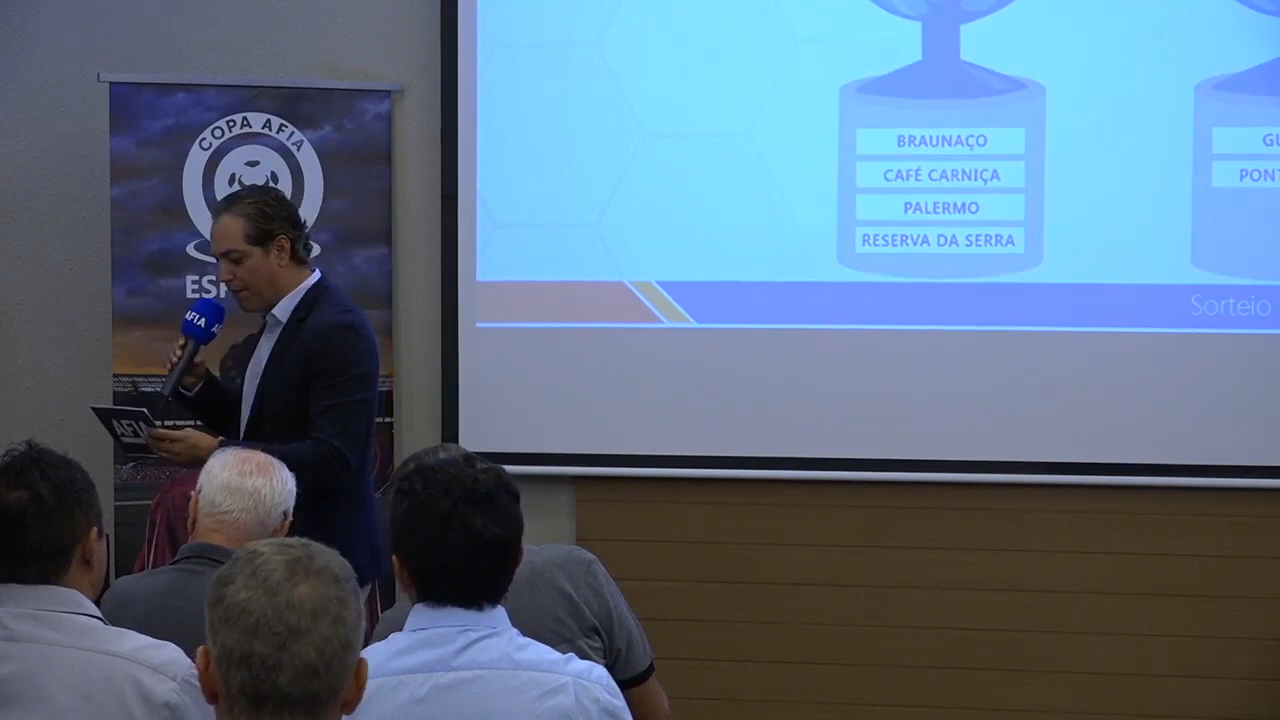 COPA AFIA
ESP
AFIA
AFIA
BRAUNAÇO
CAFÉ CARNIÇA
PALERMO
RESERVA DA SERRA
GU
PONT
Sorteio